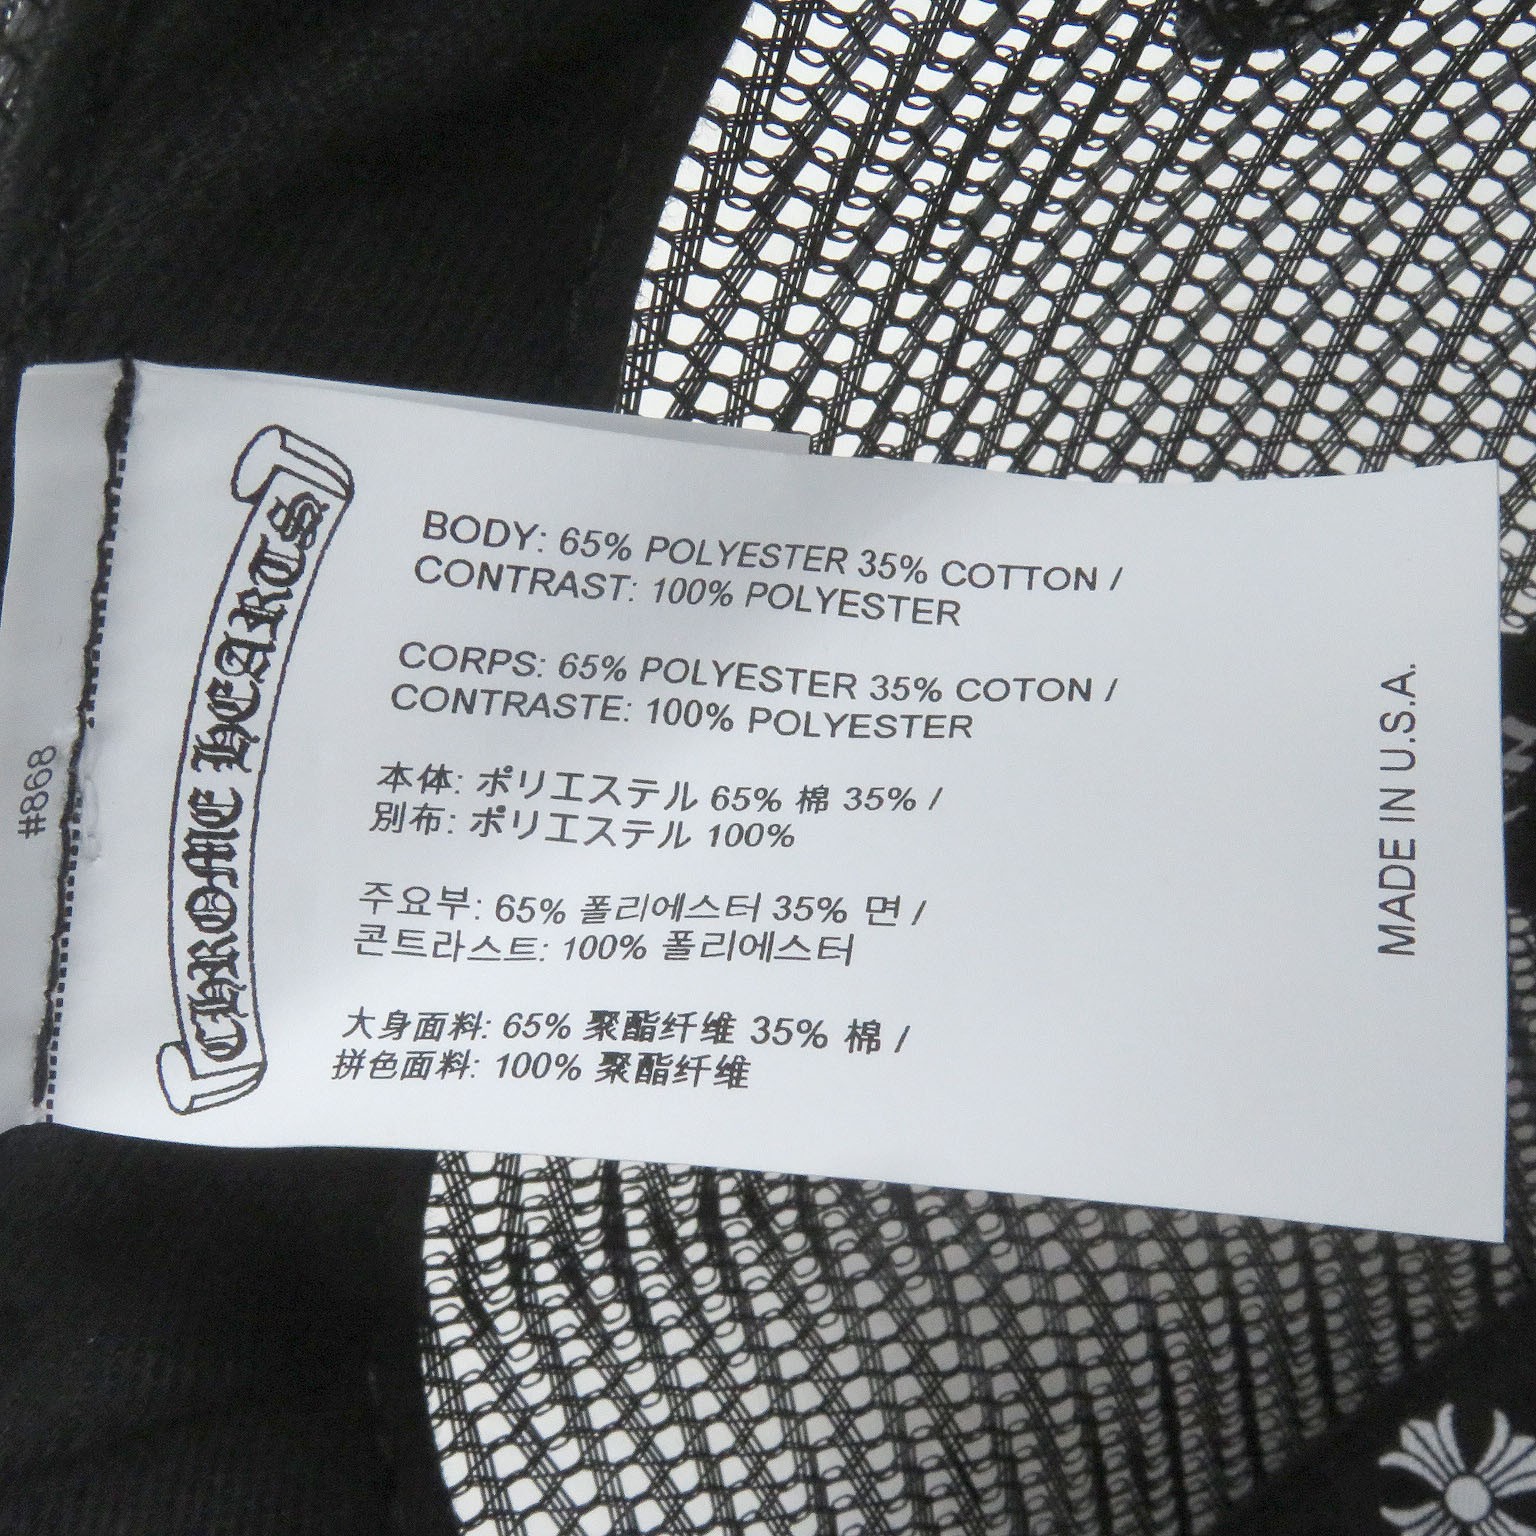 CHROME HEARTS
#868
BODY: 65% POLYESTER 35% COTTON /
CONTRAST: 100% POLYESTER
CORPS: 65% POLYESTER 35% COTON /
CONTRASTE: 100% POLYESTER
本体: ポリエステル 65% 棉 35% /
別布: ポリエステル 100%
주요부: 65% 폴리에스터 35% 면 /
콘트라스트: 100% 폴리에스터
大身面料: 65% 聚酯纤维 35% 棉 /
拼色面料: 100% 聚酯纤维
MADE IN U.S.A.